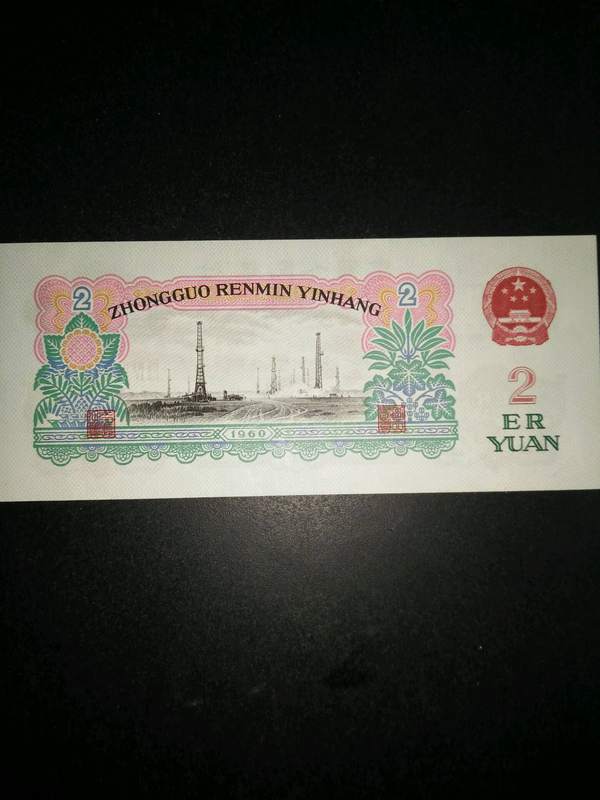 ZHONGGUO RENMIN YINHANG
2
2
1960
2
ER
YUAN